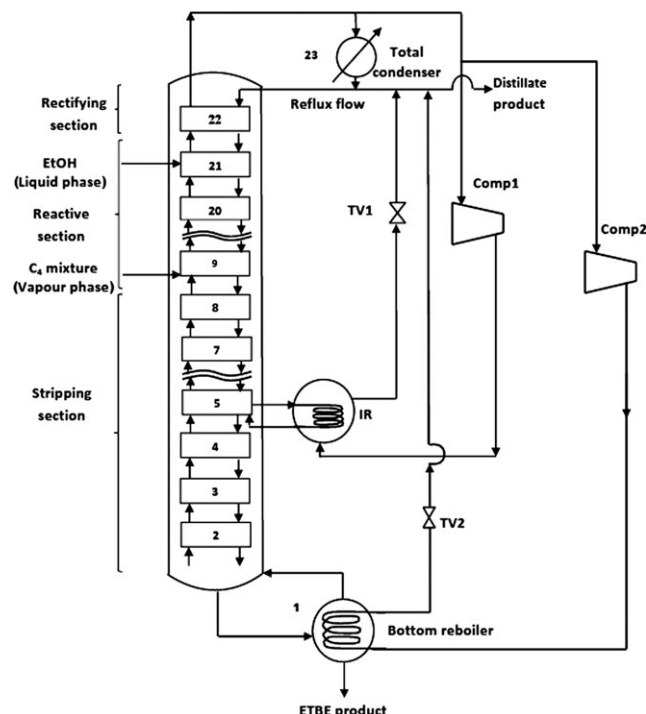 23
Total
condenser
Rectifying
section
Reflux flow
Distillate
product
22
EtOH
(Liquid phase)
21
Comp1
Reactive
section
20
TV1
Comp2
C₄ mixture
(Vapour phase)
9
8
7
Stripping
section
5
IR
4
3
TV2
2
1
Bottom reboiler
ETBE product